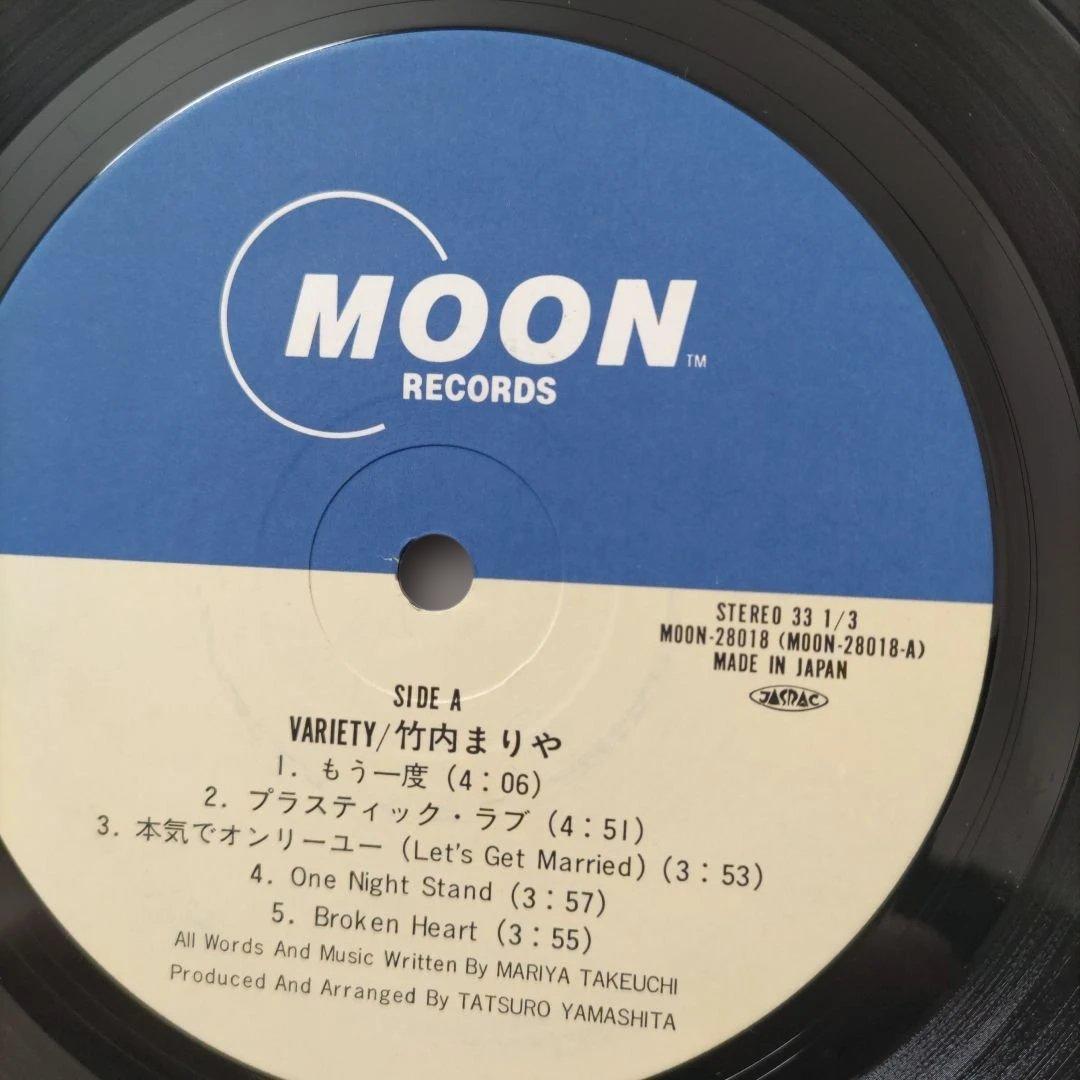 MOON™
RECORDS
STEREO 33 1/3
MOON-28018 (MOON-28018-A)
MADE IN JAPAN
JASRAC
SIDE A
VARIETY/竹内まりや
1. もう一度 (4:06)
2. プラスティック・ラブ (4:51)
3. 本気でオンリーユー (Let's Get Married) (3:53)
4. One Night Stand (3:57)
5. Broken Heart (3:55)
All Words And Music Written By MARIYA TAKEUCHI
Produced And Arranged By TATSURO YAMASHITA